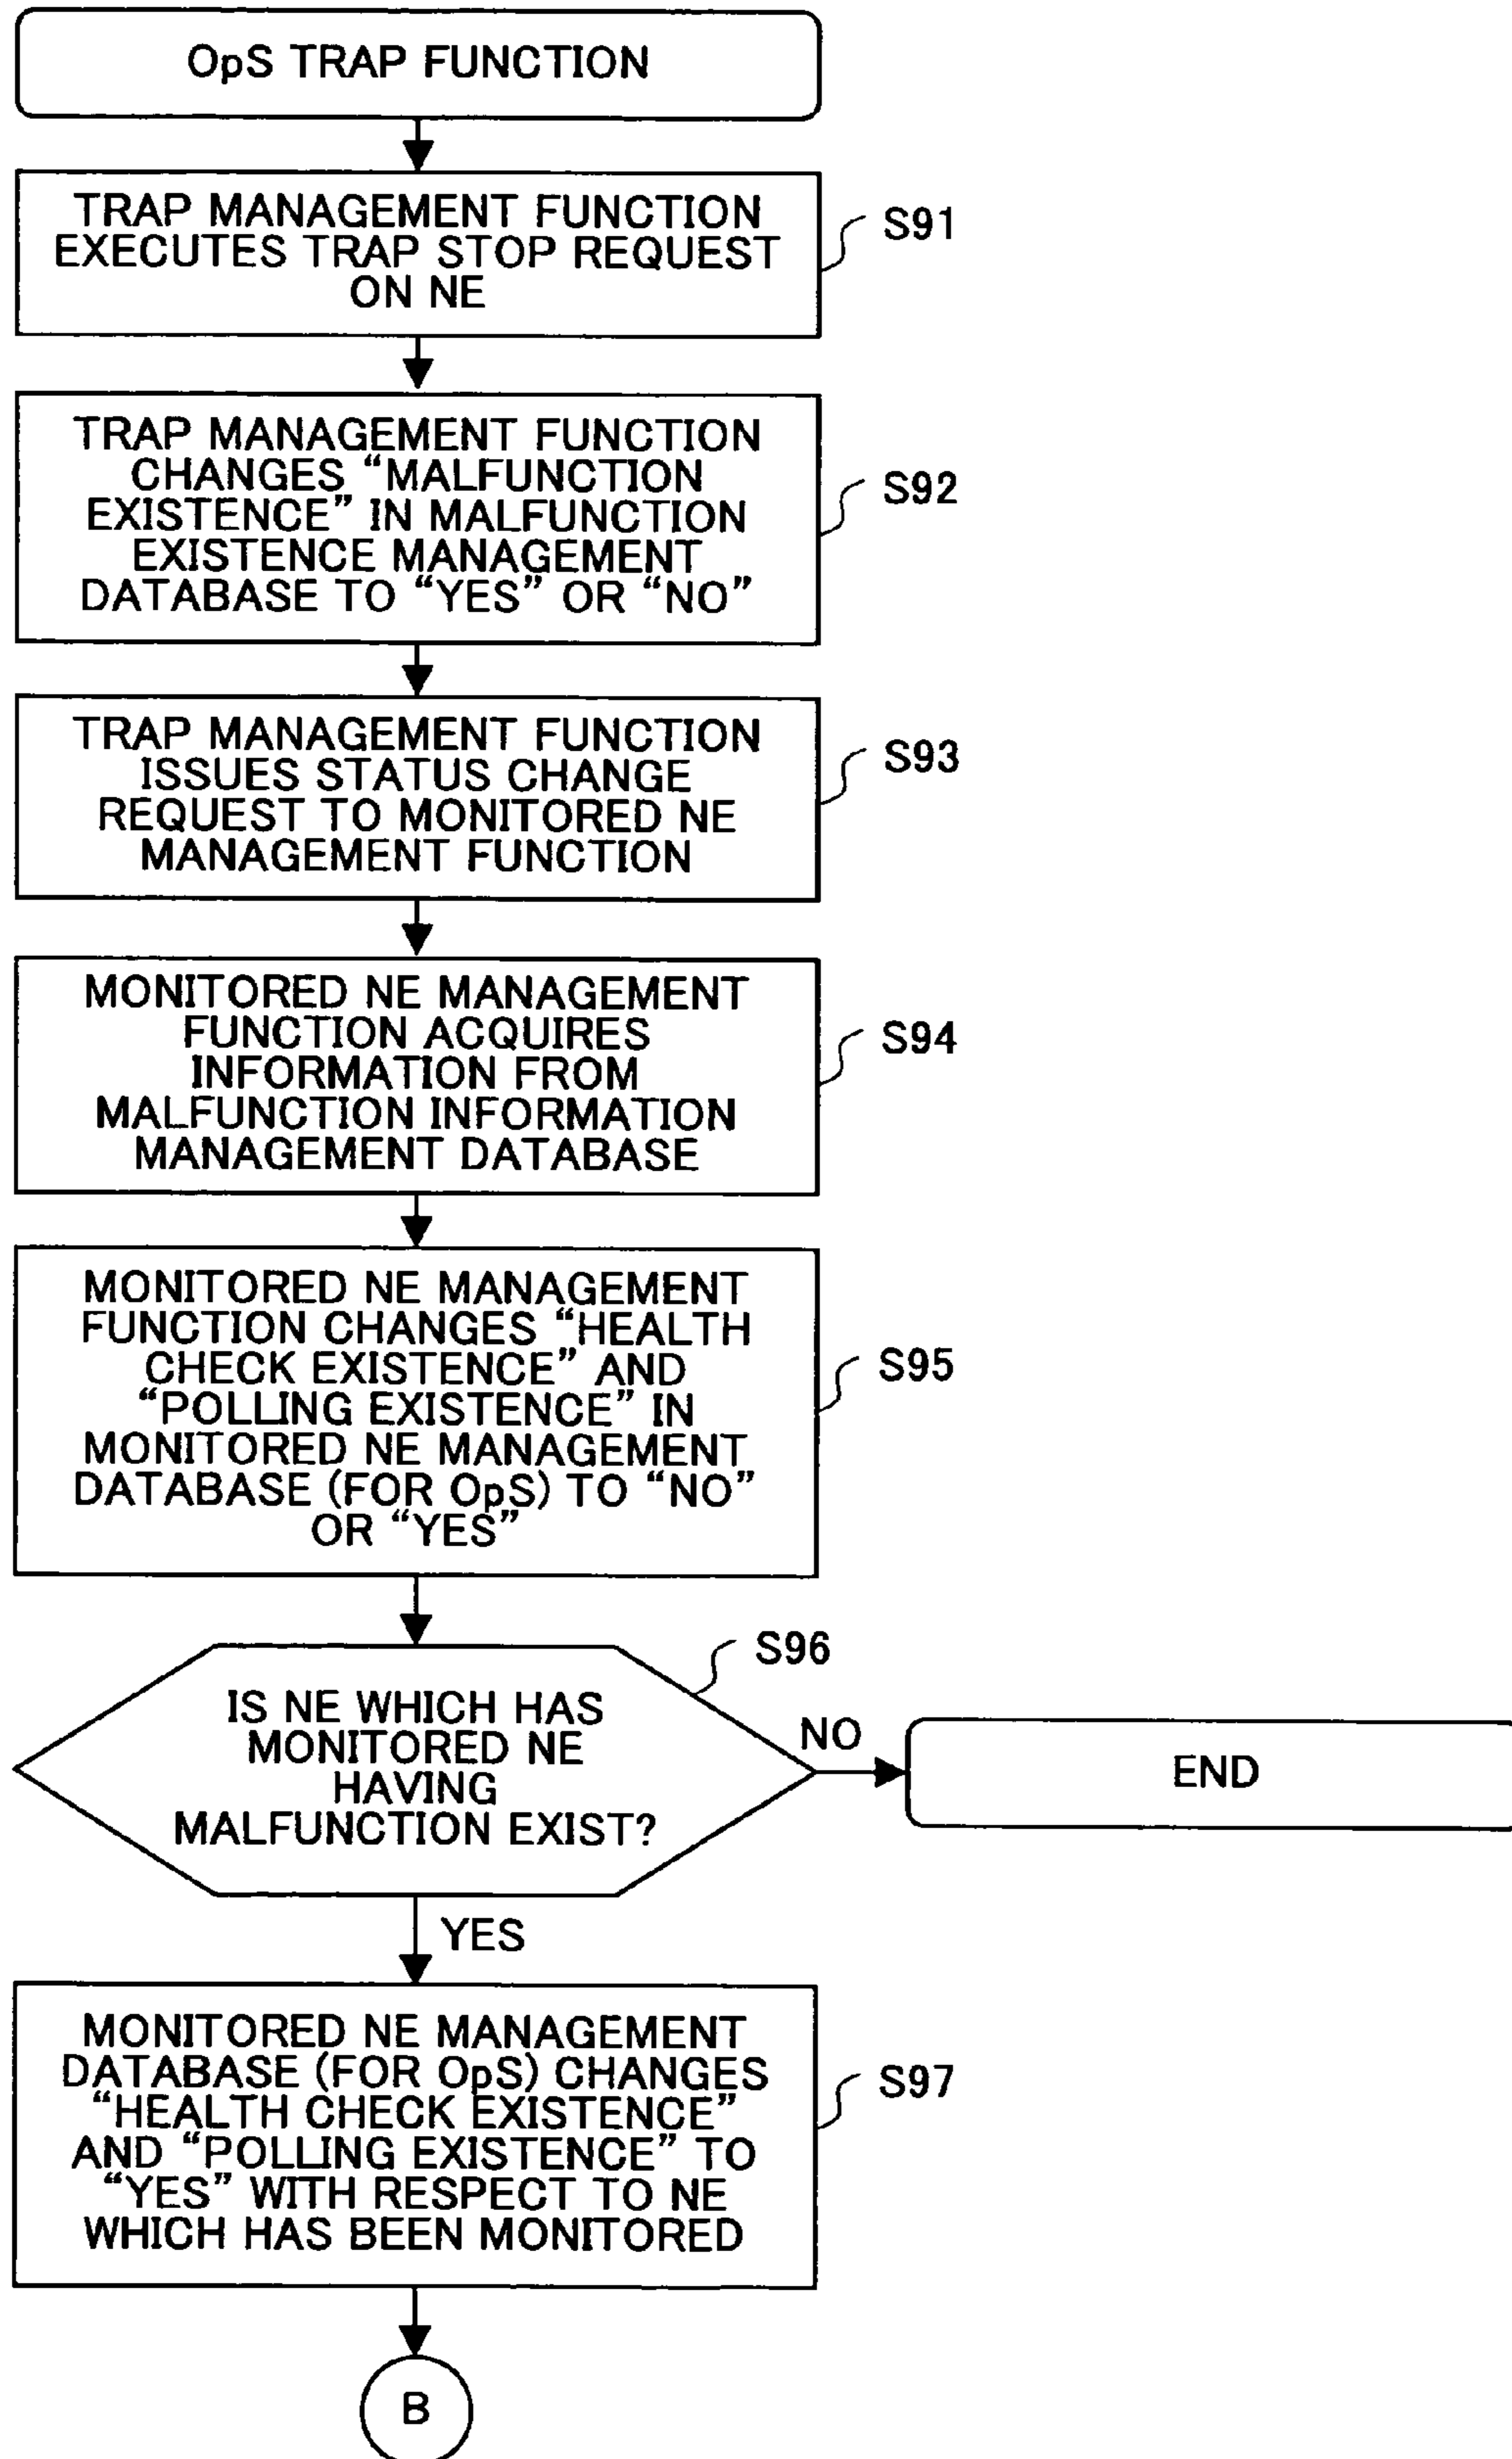 OpS TRAP FUNCTION
TRAP MANAGEMENT FUNCTION
EXECUTES TRAP STOP REQUEST
ON NE
S91
TRAP MANAGEMENT FUNCTION
CHANGES “MALFUNCTION
EXISTENCE” IN MALFUNCTION
EXISTENCE MANAGEMENT
DATABASE TO “YES” OR “NO”
S92
TRAP MANAGEMENT FUNCTION
ISSUES STATUS CHANGE
REQUEST TO MONITORED NE
MANAGEMENT FUNCTION
S93
MONITORED NE MANAGEMENT
FUNCTION ACQUIRES
INFORMATION FROM
MALFUNCTION INFORMATION
MANAGEMENT DATABASE
S94
MONITORED NE MANAGEMENT
FUNCTION CHANGES “HEALTH
CHECK EXISTENCE” AND
“POLLING EXISTENCE” IN
MONITORED NE MANAGEMENT
DATABASE (FOR OpS) TO “NO”
OR “YES”
S95
S96
IS NE WHICH HAS
MONITORED NE
HAVING
MALFUNCTION EXIST?
NO
END
YES
MONITORED NE MANAGEMENT
DATABASE (FOR OpS) CHANGES
“HEALTH CHECK EXISTENCE”
AND “POLLING EXISTENCE” TO
“YES” WITH RESPECT TO NE
WHICH HAS BEEN MONITORED
S97
B